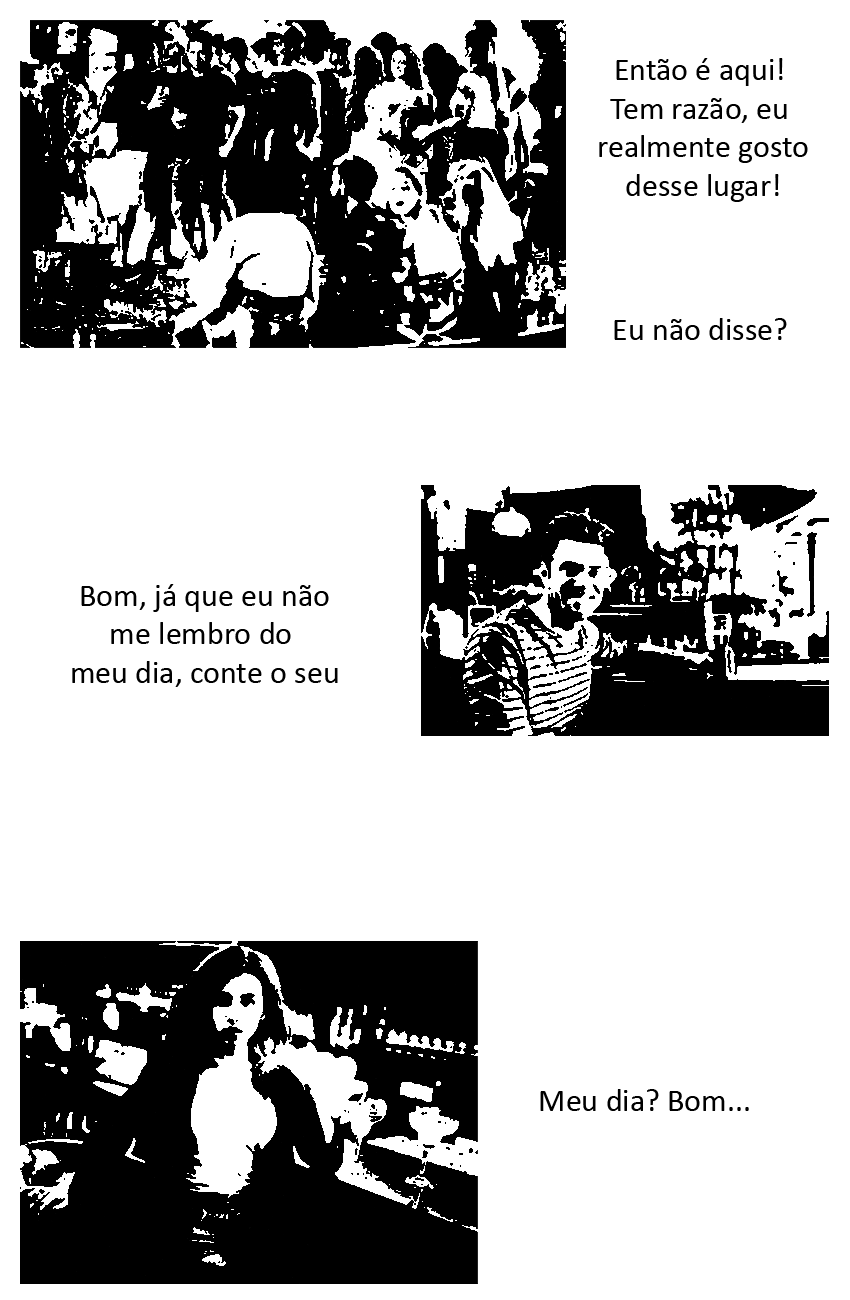 Então é aqui!
Tem razão, eu
realmente gosto
desse lugar!
Eu não disse?
Bom, já que eu não
me lembro do
meu dia, conte o seu
Meu dia? Bom...